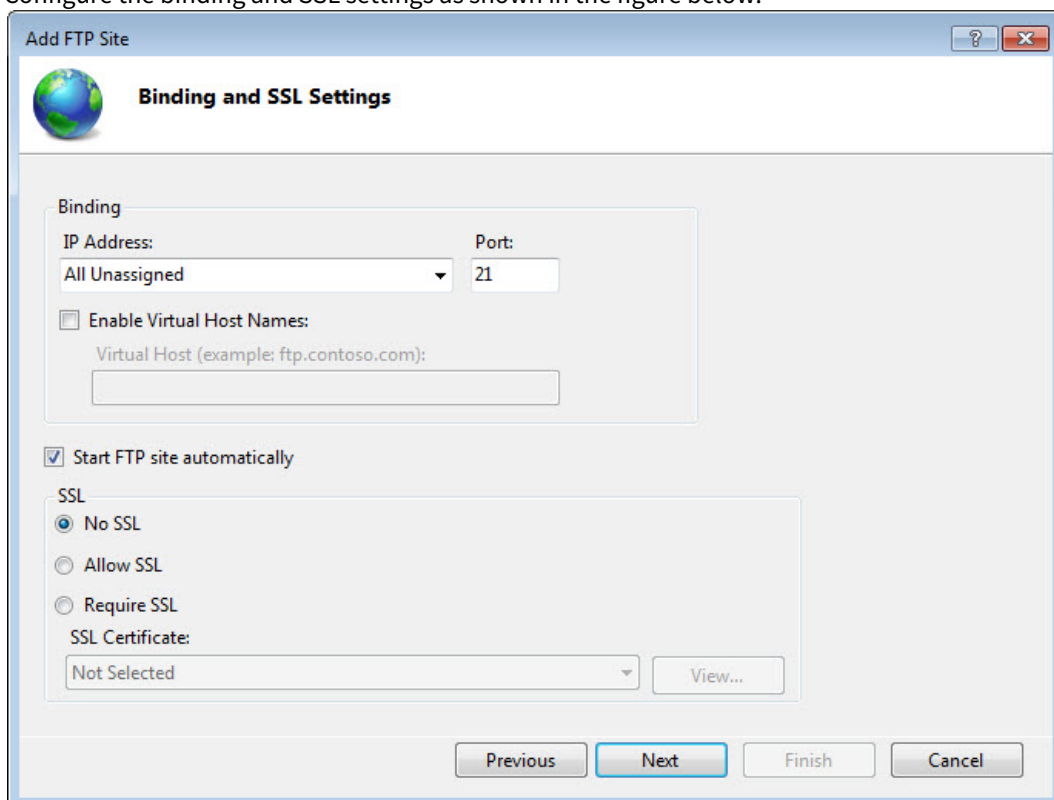 Configure the binding and SSL settings as shown in the figure below.
Add FTP Site
Binding and SSL Settings
Binding
IP Address: Port:
All Unassigned 21
Enable Virtual Host Names:
Virtual Host (example: ftp.contoso.com):
Start FTP site automatically
SSL
No SSL
Allow SSL
Require SSL
SSL Certificate:
Not Selected View...
Previous Next Finish Cancel